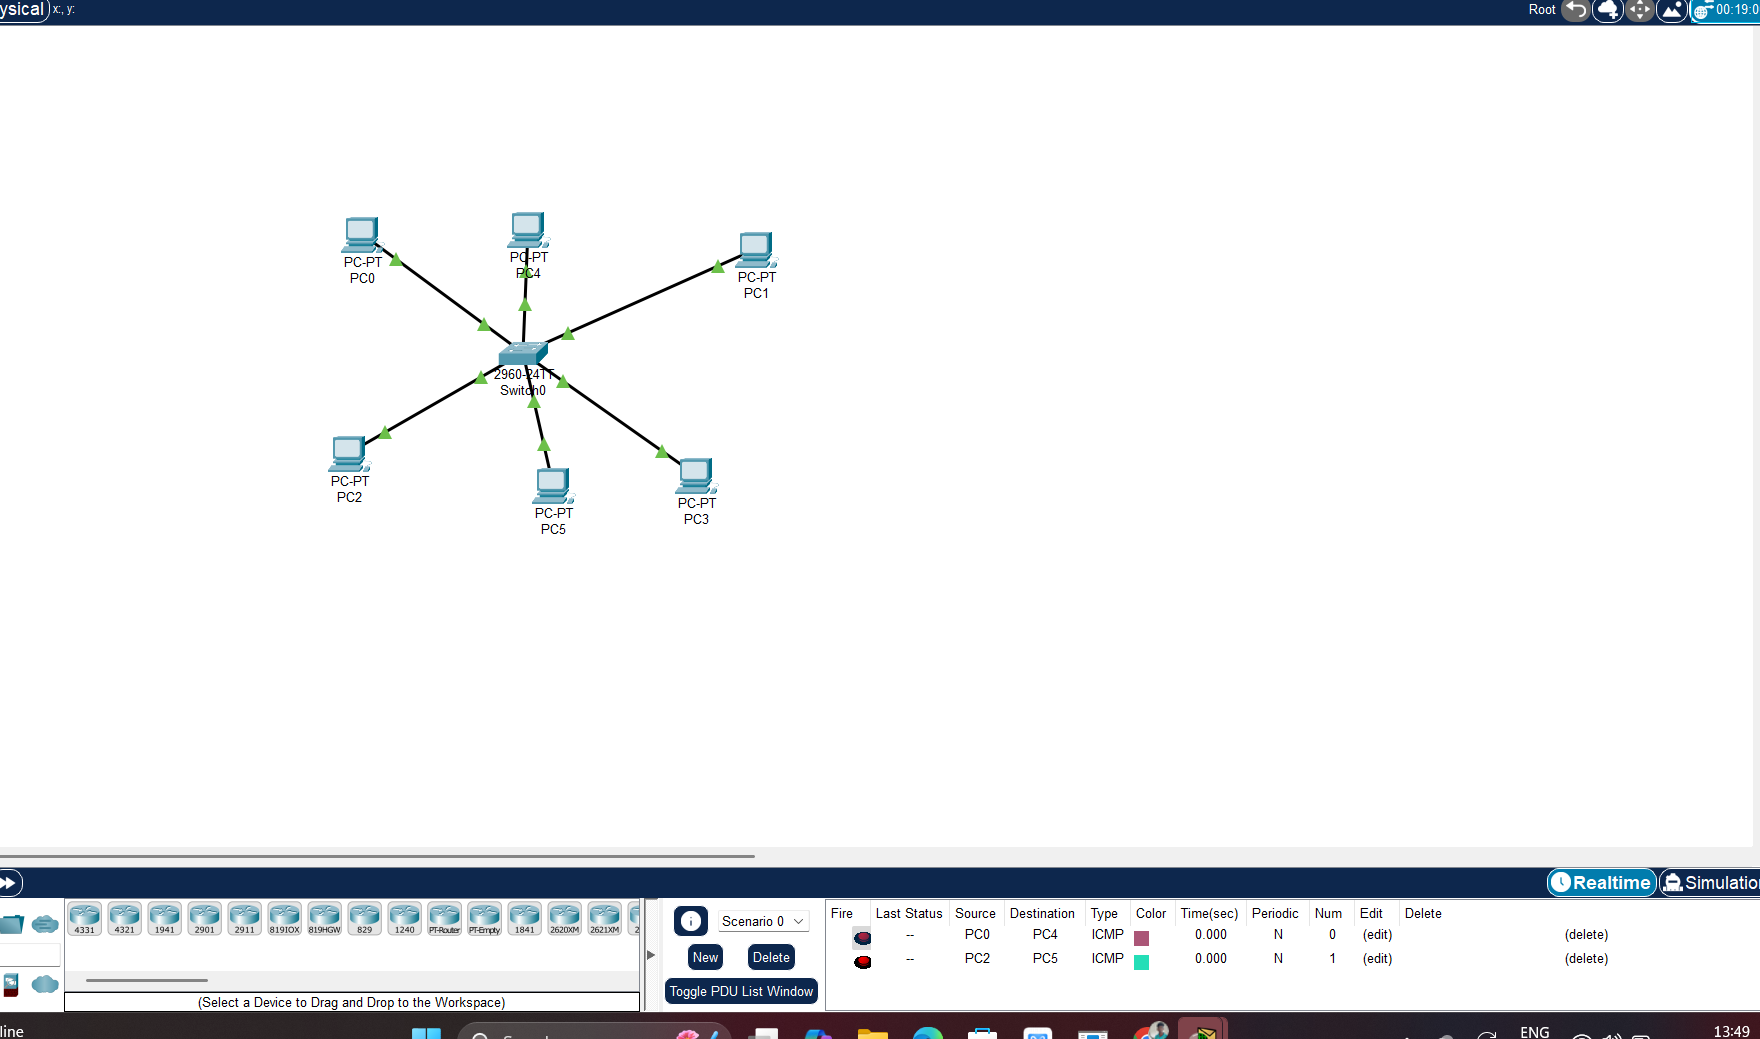 ysical x:, y: Root 00:19:0
PC-PT
PC0
PC-PT
PC4
PC-PT
PC1
2960-24TT
Switch0
PC-PT
PC2
PC-PT
PC5
PC-PT
PC3
Realtime Simulation
4331 4321 1941 2901 2911 819IOX 819HGW 829 1240 PT-Router PT-Empty 1841 2620XM 2621XM 2
(Select a Device to Drag and Drop to the Workspace)
Scenario 0
New Delete
Toggle PDU List Window
Fire Last Status Source Destination Type Color Time(sec) Periodic Num Edit Delete
-- PC0 PC4 ICMP 0.000 N 0 (edit) (delete)
-- PC2 PC5 ICMP 0.000 N 1 (edit) (delete)
line ENG 13:49